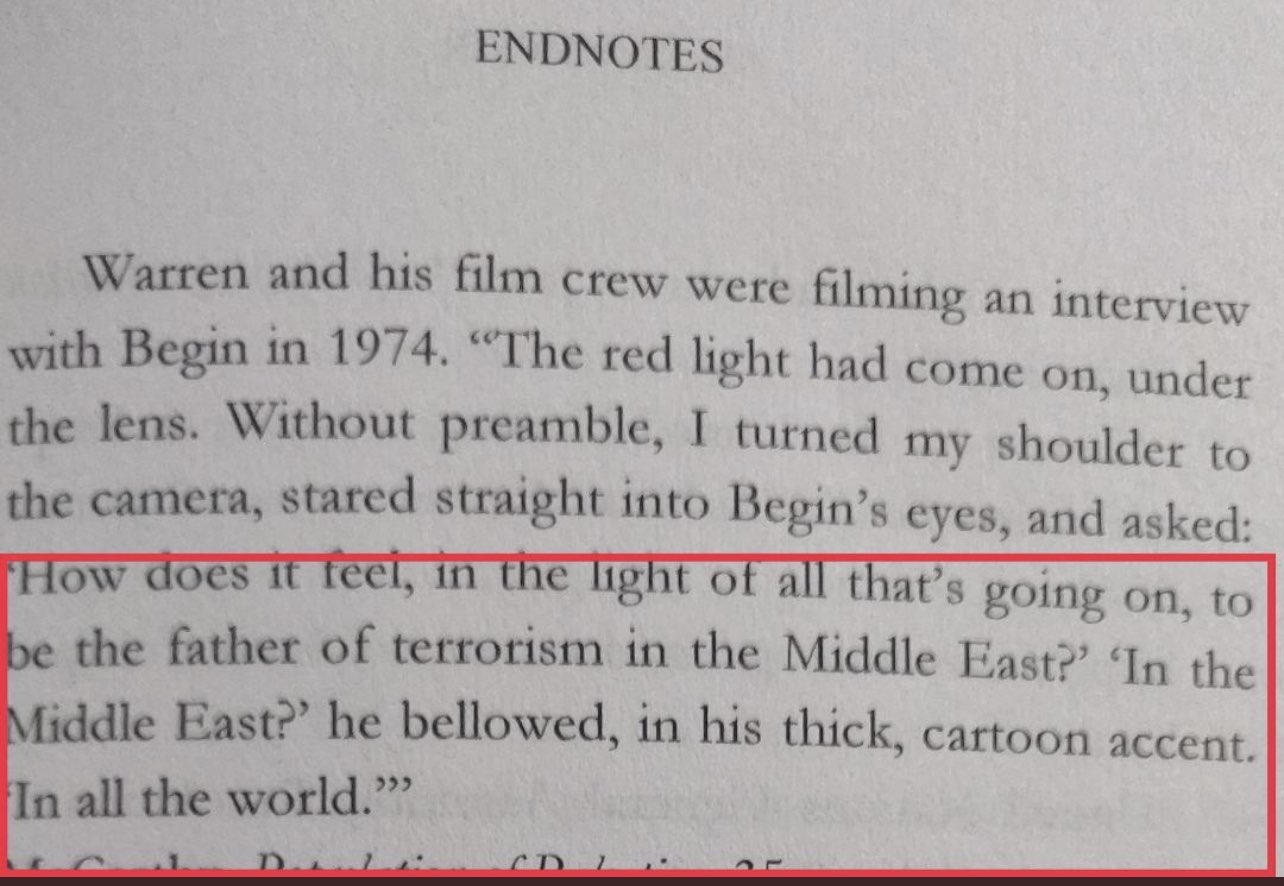 ENDNOTES
Warren and his film crew were filming an interview
with Begin in 1974. “The red light had come on, under
the lens. Without preamble, I turned my shoulder to
the camera, stared straight into Begin’s eyes, and asked:
‘How does it feel, in the light of all that’s going on, to
be the father of terrorism in the Middle East?’ ‘In the
Middle East?’ he bellowed, in his thick, cartoon accent.
‘In all the world.’”